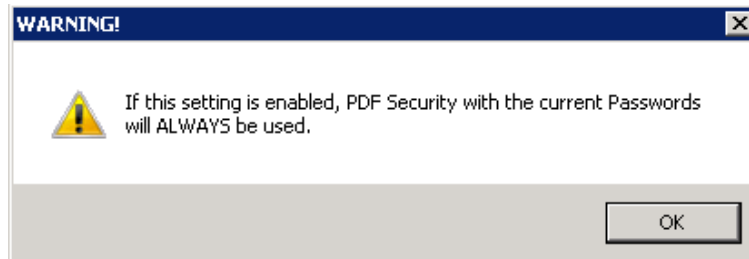 WARNING!
If this setting is enabled, PDF Security with the current Passwords
will ALWAYS be used.
OK